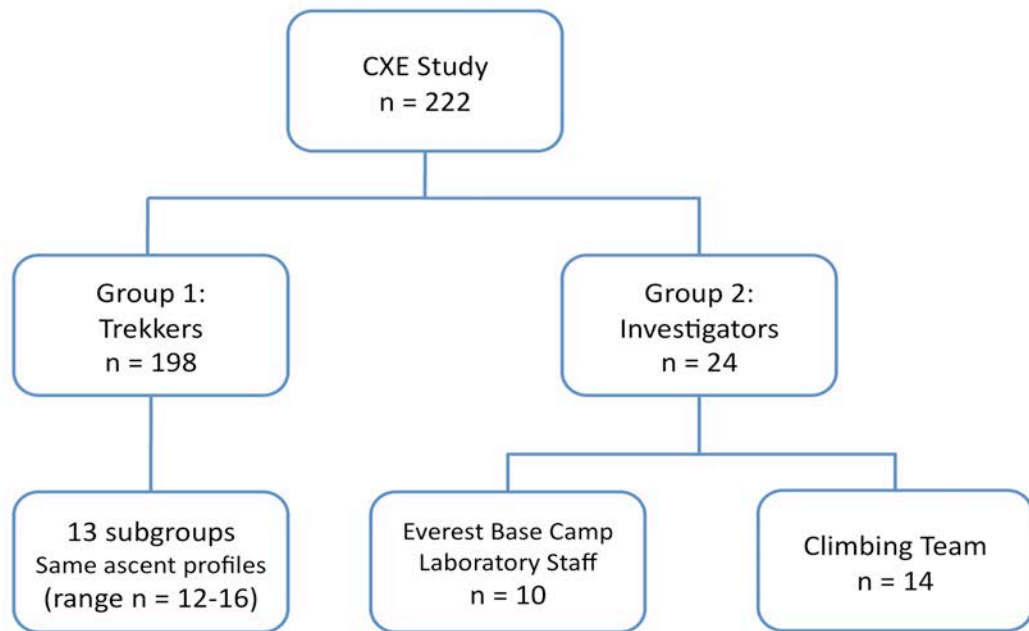 CXE Study
n = 222
Group 1:
Trekkers
n = 198
Group 2:
Investigators
n = 24
13 subgroups
Same ascent profiles
(range n = 12-16)
Everest Base Camp
Laboratory Staff
n = 10
Climbing Team
n = 14